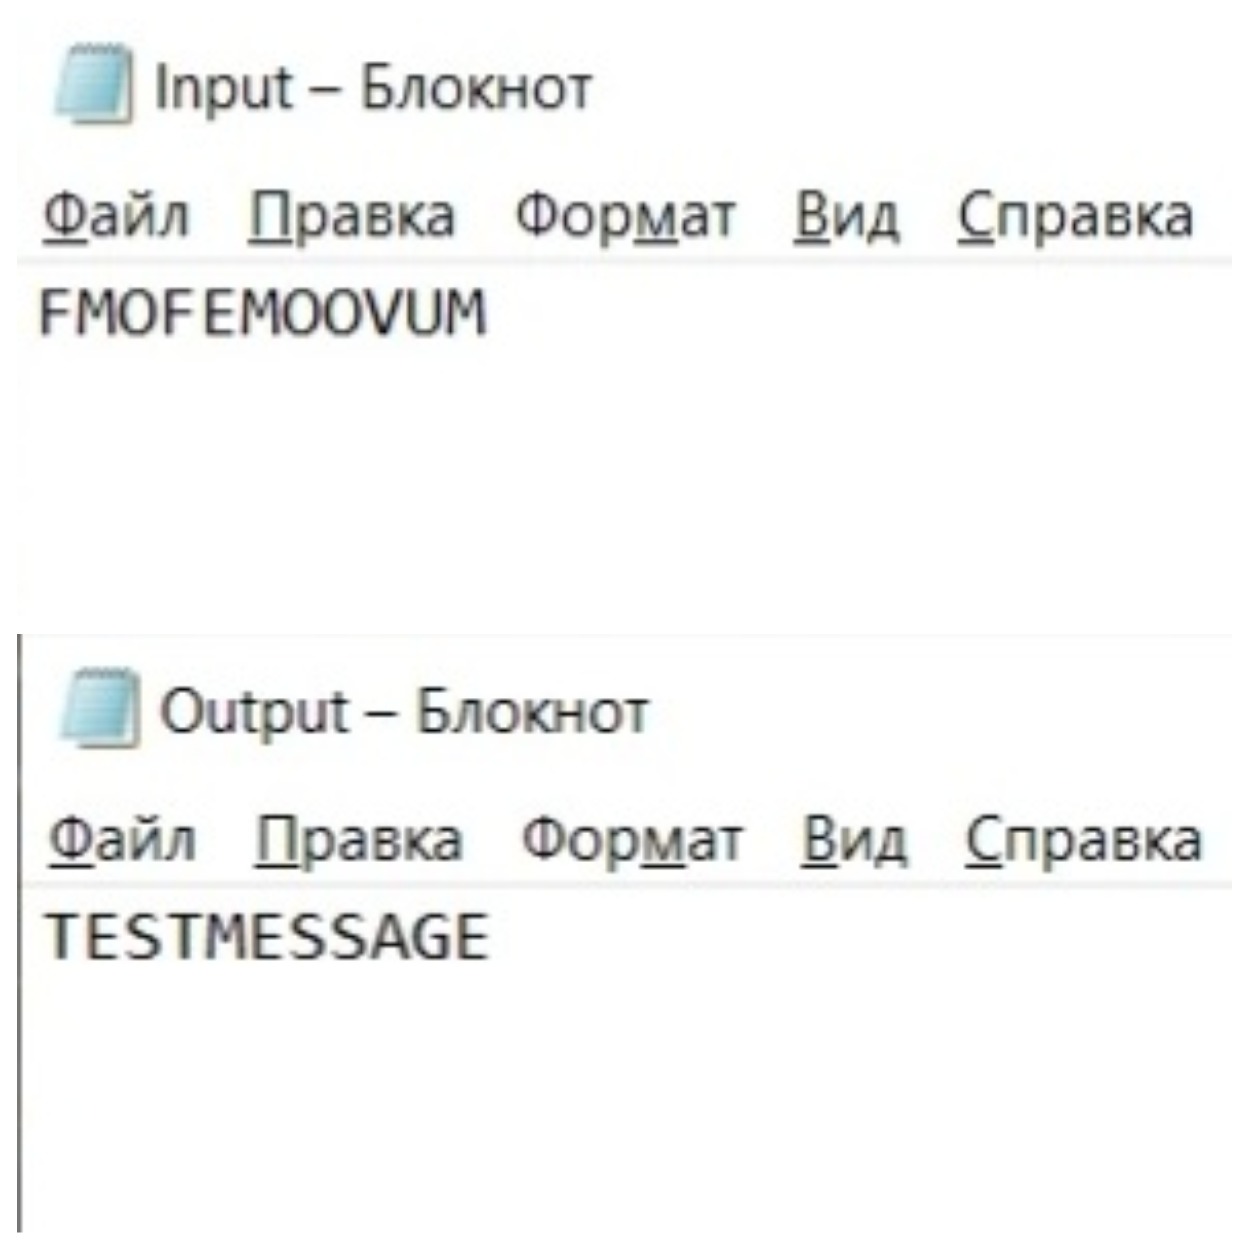 Input – Блокнот
Файл Правка Формат Вид Справка
FMOFEMOOVUM
Output – Блокнот
Файл Правка Формат Вид Справка
TESTMESSAGE